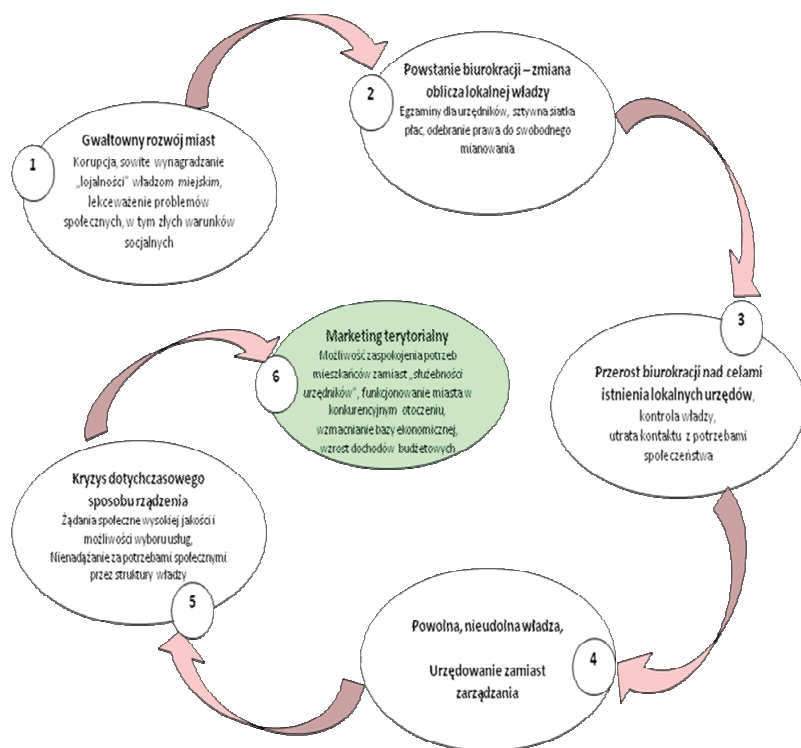 1
Gwałtowny rozwój miast
Korupcja, sowite wynagradzanie
„lojalności” władzom miejskim,
lekceważenie problemów
społecznych, w tym złych warunków
socjalnych
2
Powstanie biurokracji – zmiana
oblicza lokalnej władzy
Egzaminy dla urzędników, sztywna siatka
płac, odebranie prawa do swobodnego
mianowania
3
Przerost biurokracji nad celami
istnienia lokalnych urzędów,
kontrola władzy,
utrata kontaktu z potrzebami
społeczeństwa
4
Powolna, nieudolna władza,
Urzędowanie zamiast
zarządzania
5
Kryzys dotychczasowego
sposobu rządzenia
Żądania społeczne wysokiej jakości i
możliwości wyboru usług,
Nienadążanie za potrzebami społecznymi
przez struktury władzy
6
Marketing terytorialny
Możliwość zaspokojenia potrzeb
mieszkańców zamiast „służebności
urzędników”, funkcjonowanie miasta w
konkurencyjnym otoczeniu,
wzmacnianie bazy ekonomicznej,
wzrost dochodów budżetowych